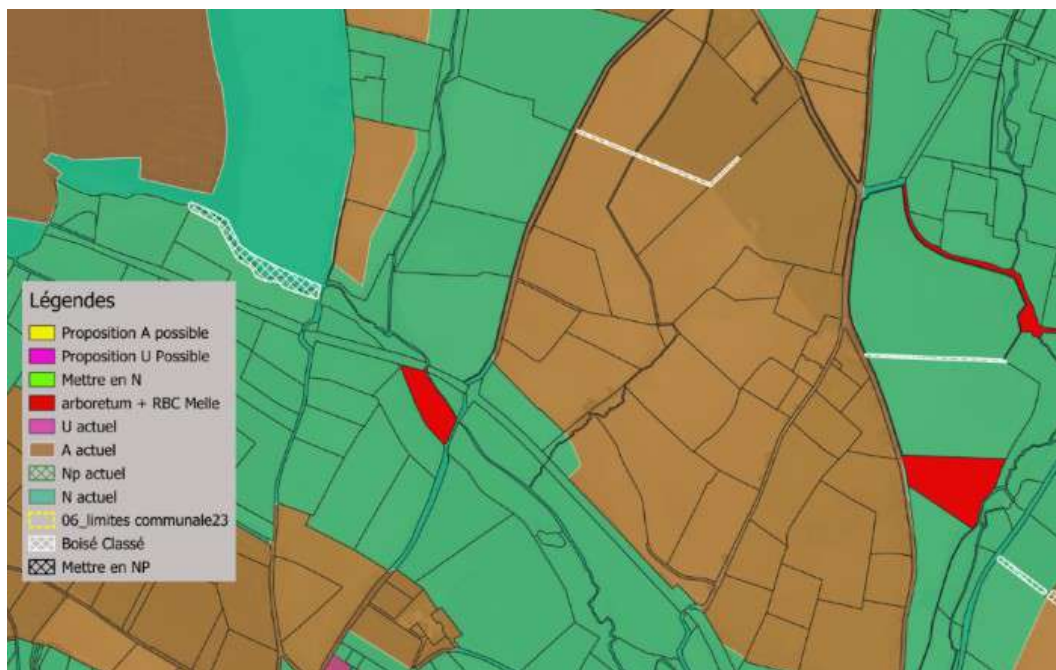 Légendes
Proposition A possible
Proposition U Possible
Mettre en N
arboretum + RBC Melle
U actuel
A actuel
Np actuel
N actuel
06_limites communale23
Boisé Classé
Mettre en NP